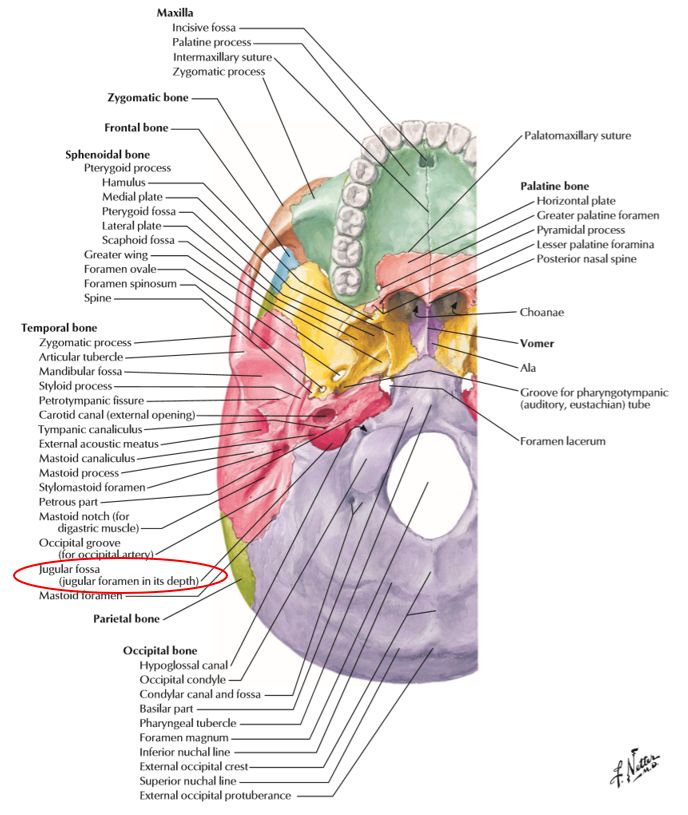 Maxilla
Incisive fossa
Palatine process
Intermaxillary suture
Zygomatic process
Zygomatic bone
Frontal bone
Sphenoidal bone
Pterygoid process
Hamulus
Medial plate
Pterygoid fossa
Lateral plate
Scaphoid fossa
Greater wing
Foramen ovale
Foramen spinosum
Spine
Temporal bone
Zygomatic process
Articular tubercle
Mandibular fossa
Styloid process
Petrotympanic fissure
Carotid canal (external opening)
Tympanic canaliculus
External acoustic meatus
Mastoid canaliculus
Mastoid process
Stylomastoid foramen
Petrous part
Mastoid notch (for
digastric muscle)
Occipital groove
(for occipital artery)
Jugular fossa
(jugular foramen in its depth)
Mastoid foramen
Parietal bone
Occipital bone
Hypoglossal canal
Occipital condyle
Condylar canal and fossa
Basilar part
Pharyngeal tubercle
Foramen magnum
Inferior nuchal line
External occipital crest
Superior nuchal line
External occipital protuberance
Palatomaxillary suture
Palatine bone
Horizontal plate
Greater palatine foramen
Pyramidal process
Lesser palatine foramina
Posterior nasal spine
Choanae
Vomer
Ala
Groove for pharyngotympanic
(auditory, eustachian) tube
Foramen lacerum
F. Netter
M.D.